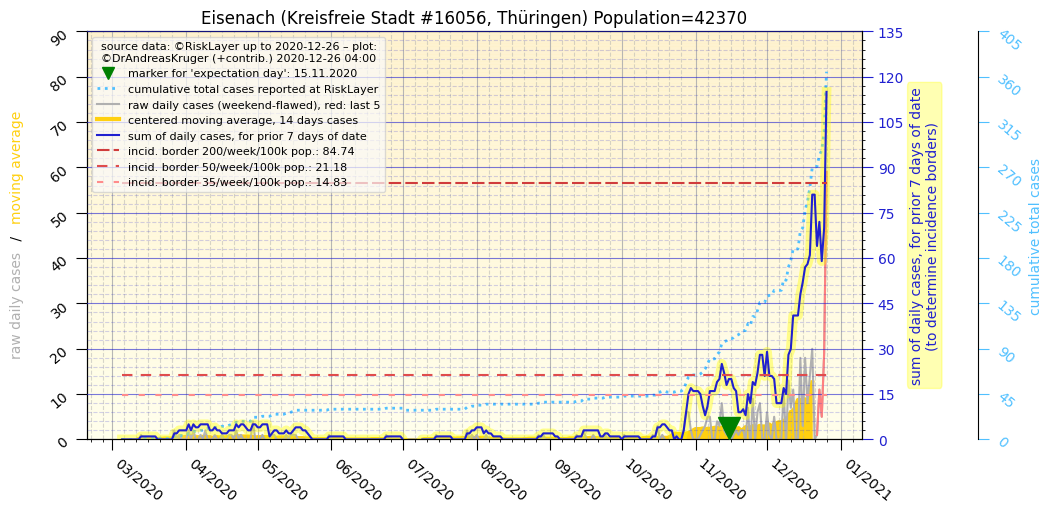 Eisenach (Kreisfreie Stadt #16056, Thüringen) Population=42370
source data: ©RiskLayer up to 2020-12-26 – plot:
©DrAndreasKruger (+contrib.) 2020-12-26 04:00
marker for 'expectation day': 15.11.2020
cumulative total cases reported at RiskLayer
raw daily cases (weekend-flawed), red: last 5
centered moving average, 14 days cases
sum of daily cases, for prior 7 days of date
incid. border 200/week/100k pop.: 84.74
incid. border 50/week/100k pop.: 21.18
incid. border 35/week/100k pop.: 14.83
raw daily cases / moving average
90
80
70
60
50
40
30
20
10
0
135
120
105
90
75
60
45
30
15
0
sum of daily cases, for prior 7 days of date
(to determine incidence borders)
405
360
315
270
225
180
135
90
45
0
cumulative total cases
03/2020
04/2020
05/2020
06/2020
07/2020
08/2020
09/2020
10/2020
11/2020
12/2020
01/2021